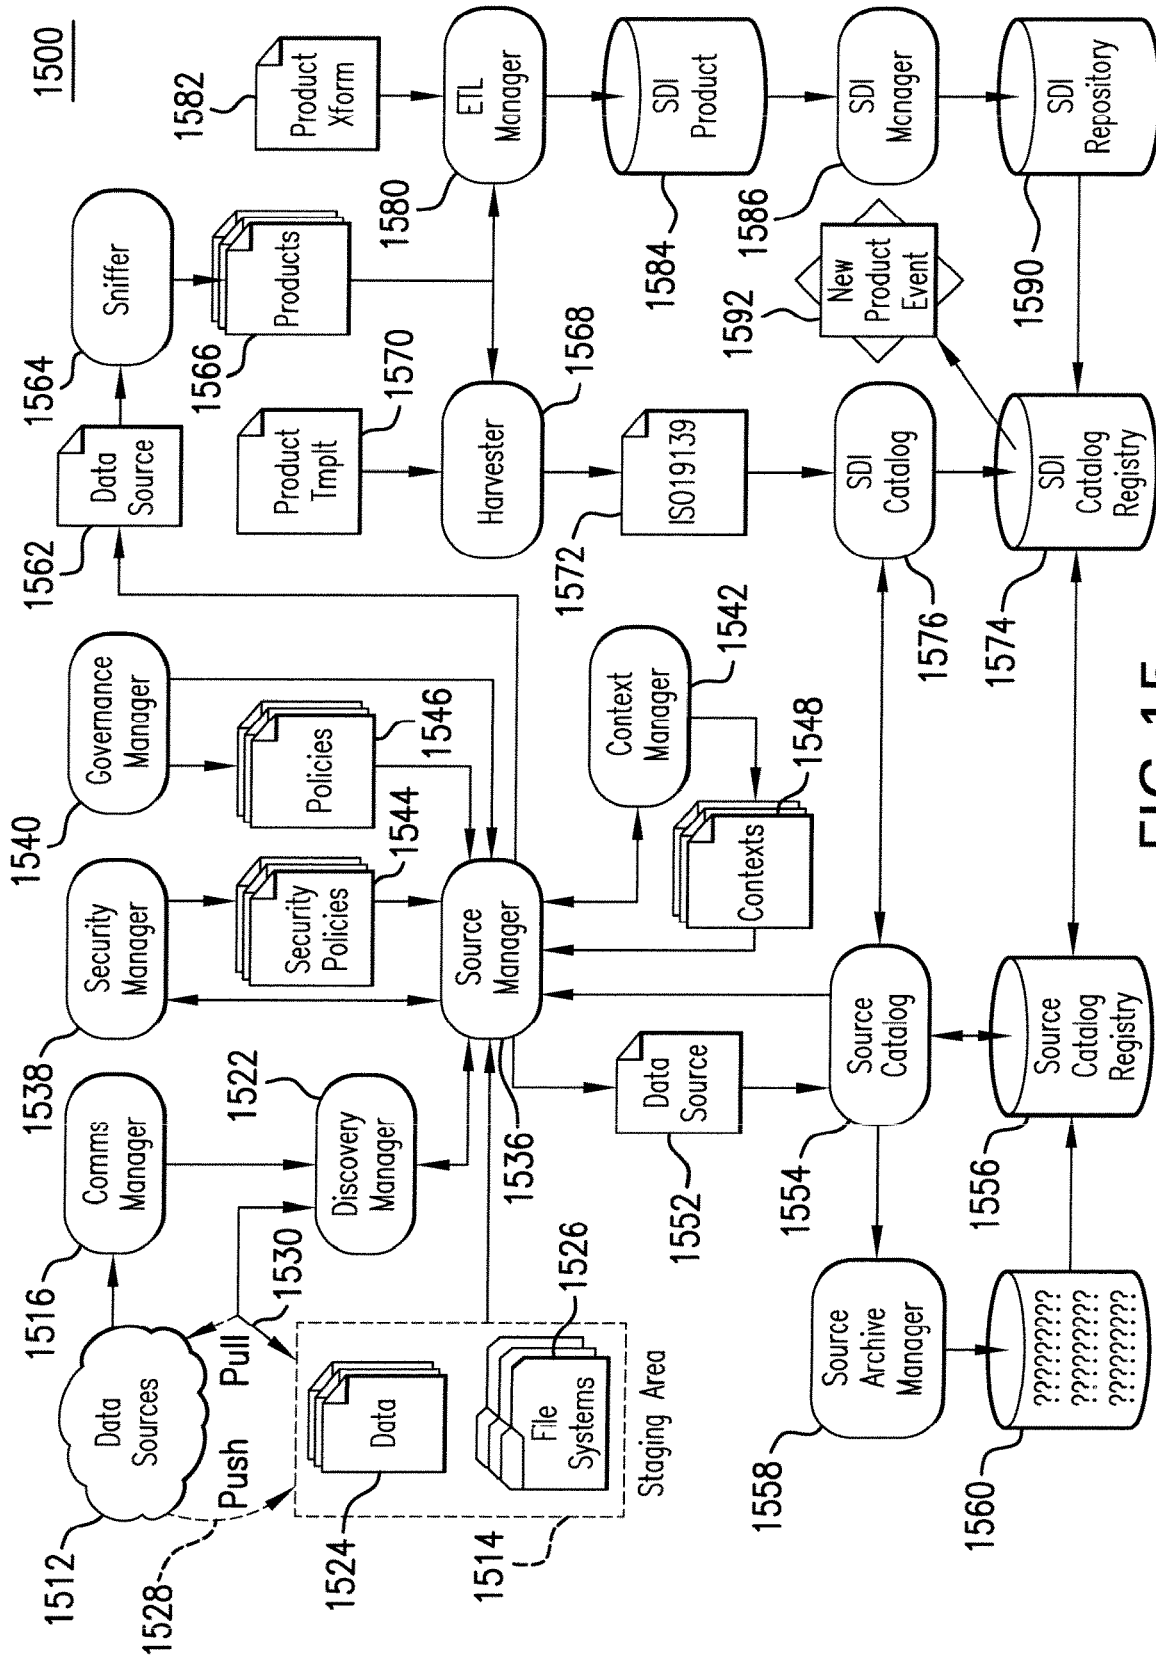 1500
1512
Data
Sources
1516
Comms
Manager
1538
Security
Manager
1540
Governance
Manager
1562
Data
Source
1564
Sniffer
1582
Product
Xform
1528
Push
Pull
1530
1522
Discovery
Manager
Security
Policies
1544
Policies
1546
1566
Products
Product
Tmplt
1570
1580
ETL
Manager
1524
Data
1514
File
Systems
1526
Staging Area
1536
Source
Manager
Harvester
1568
1584
SDI
Product
1552
Data
Source
Context
Manager
1542
Contexts
1548
1572
ISO19139
1592
New
Product
Event
1586
SDI
Manager
1558
Source
Archive
Manager
1554
Source
Catalog
SDI
Catalog
1576
1560
?????????
?????????
?????????
1556
Source
Catalog
Registry
1574
SDI
Catalog
Registry
1590
SDI
Repository